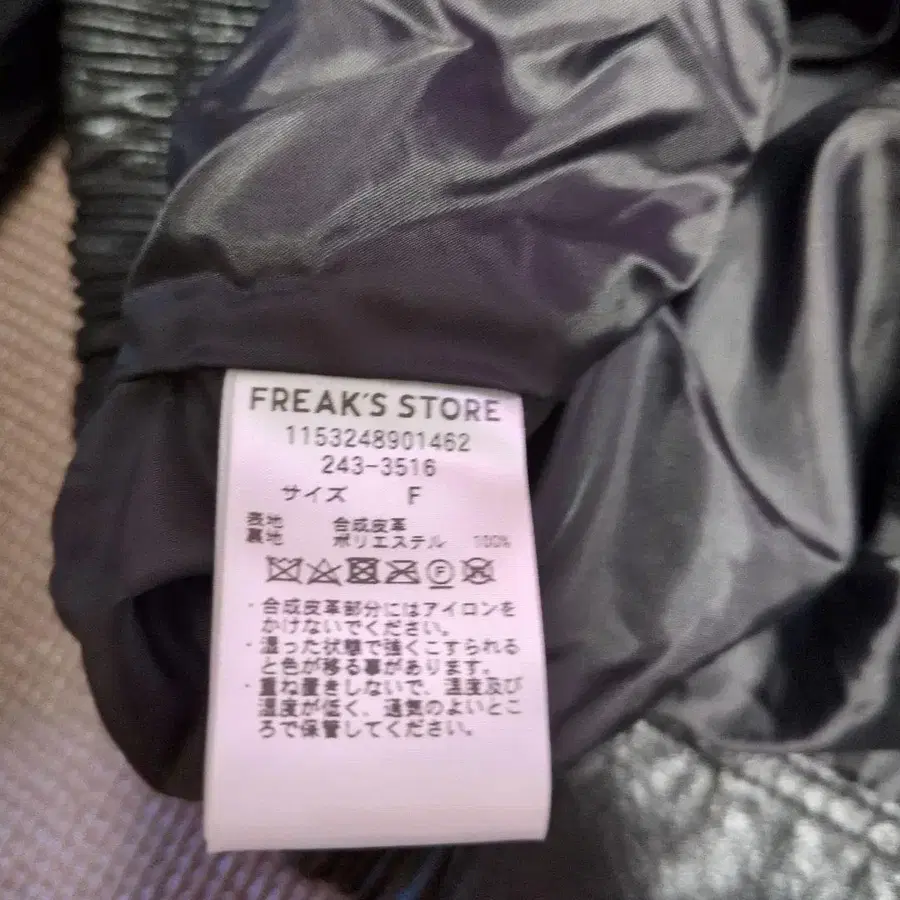 FREAK'S STORE
1153248901462
243-3516
サイズ F
表地 合成皮革
裏地 ポリエステル 100%
・合成皮革部分にはアイロンを
かけないでください。
・湿った状態で強くこすられる
と色が移る事があります。
・重ね置きしないで、温度及び
湿度が低く、通気のよいとこ
ろで保管してください。